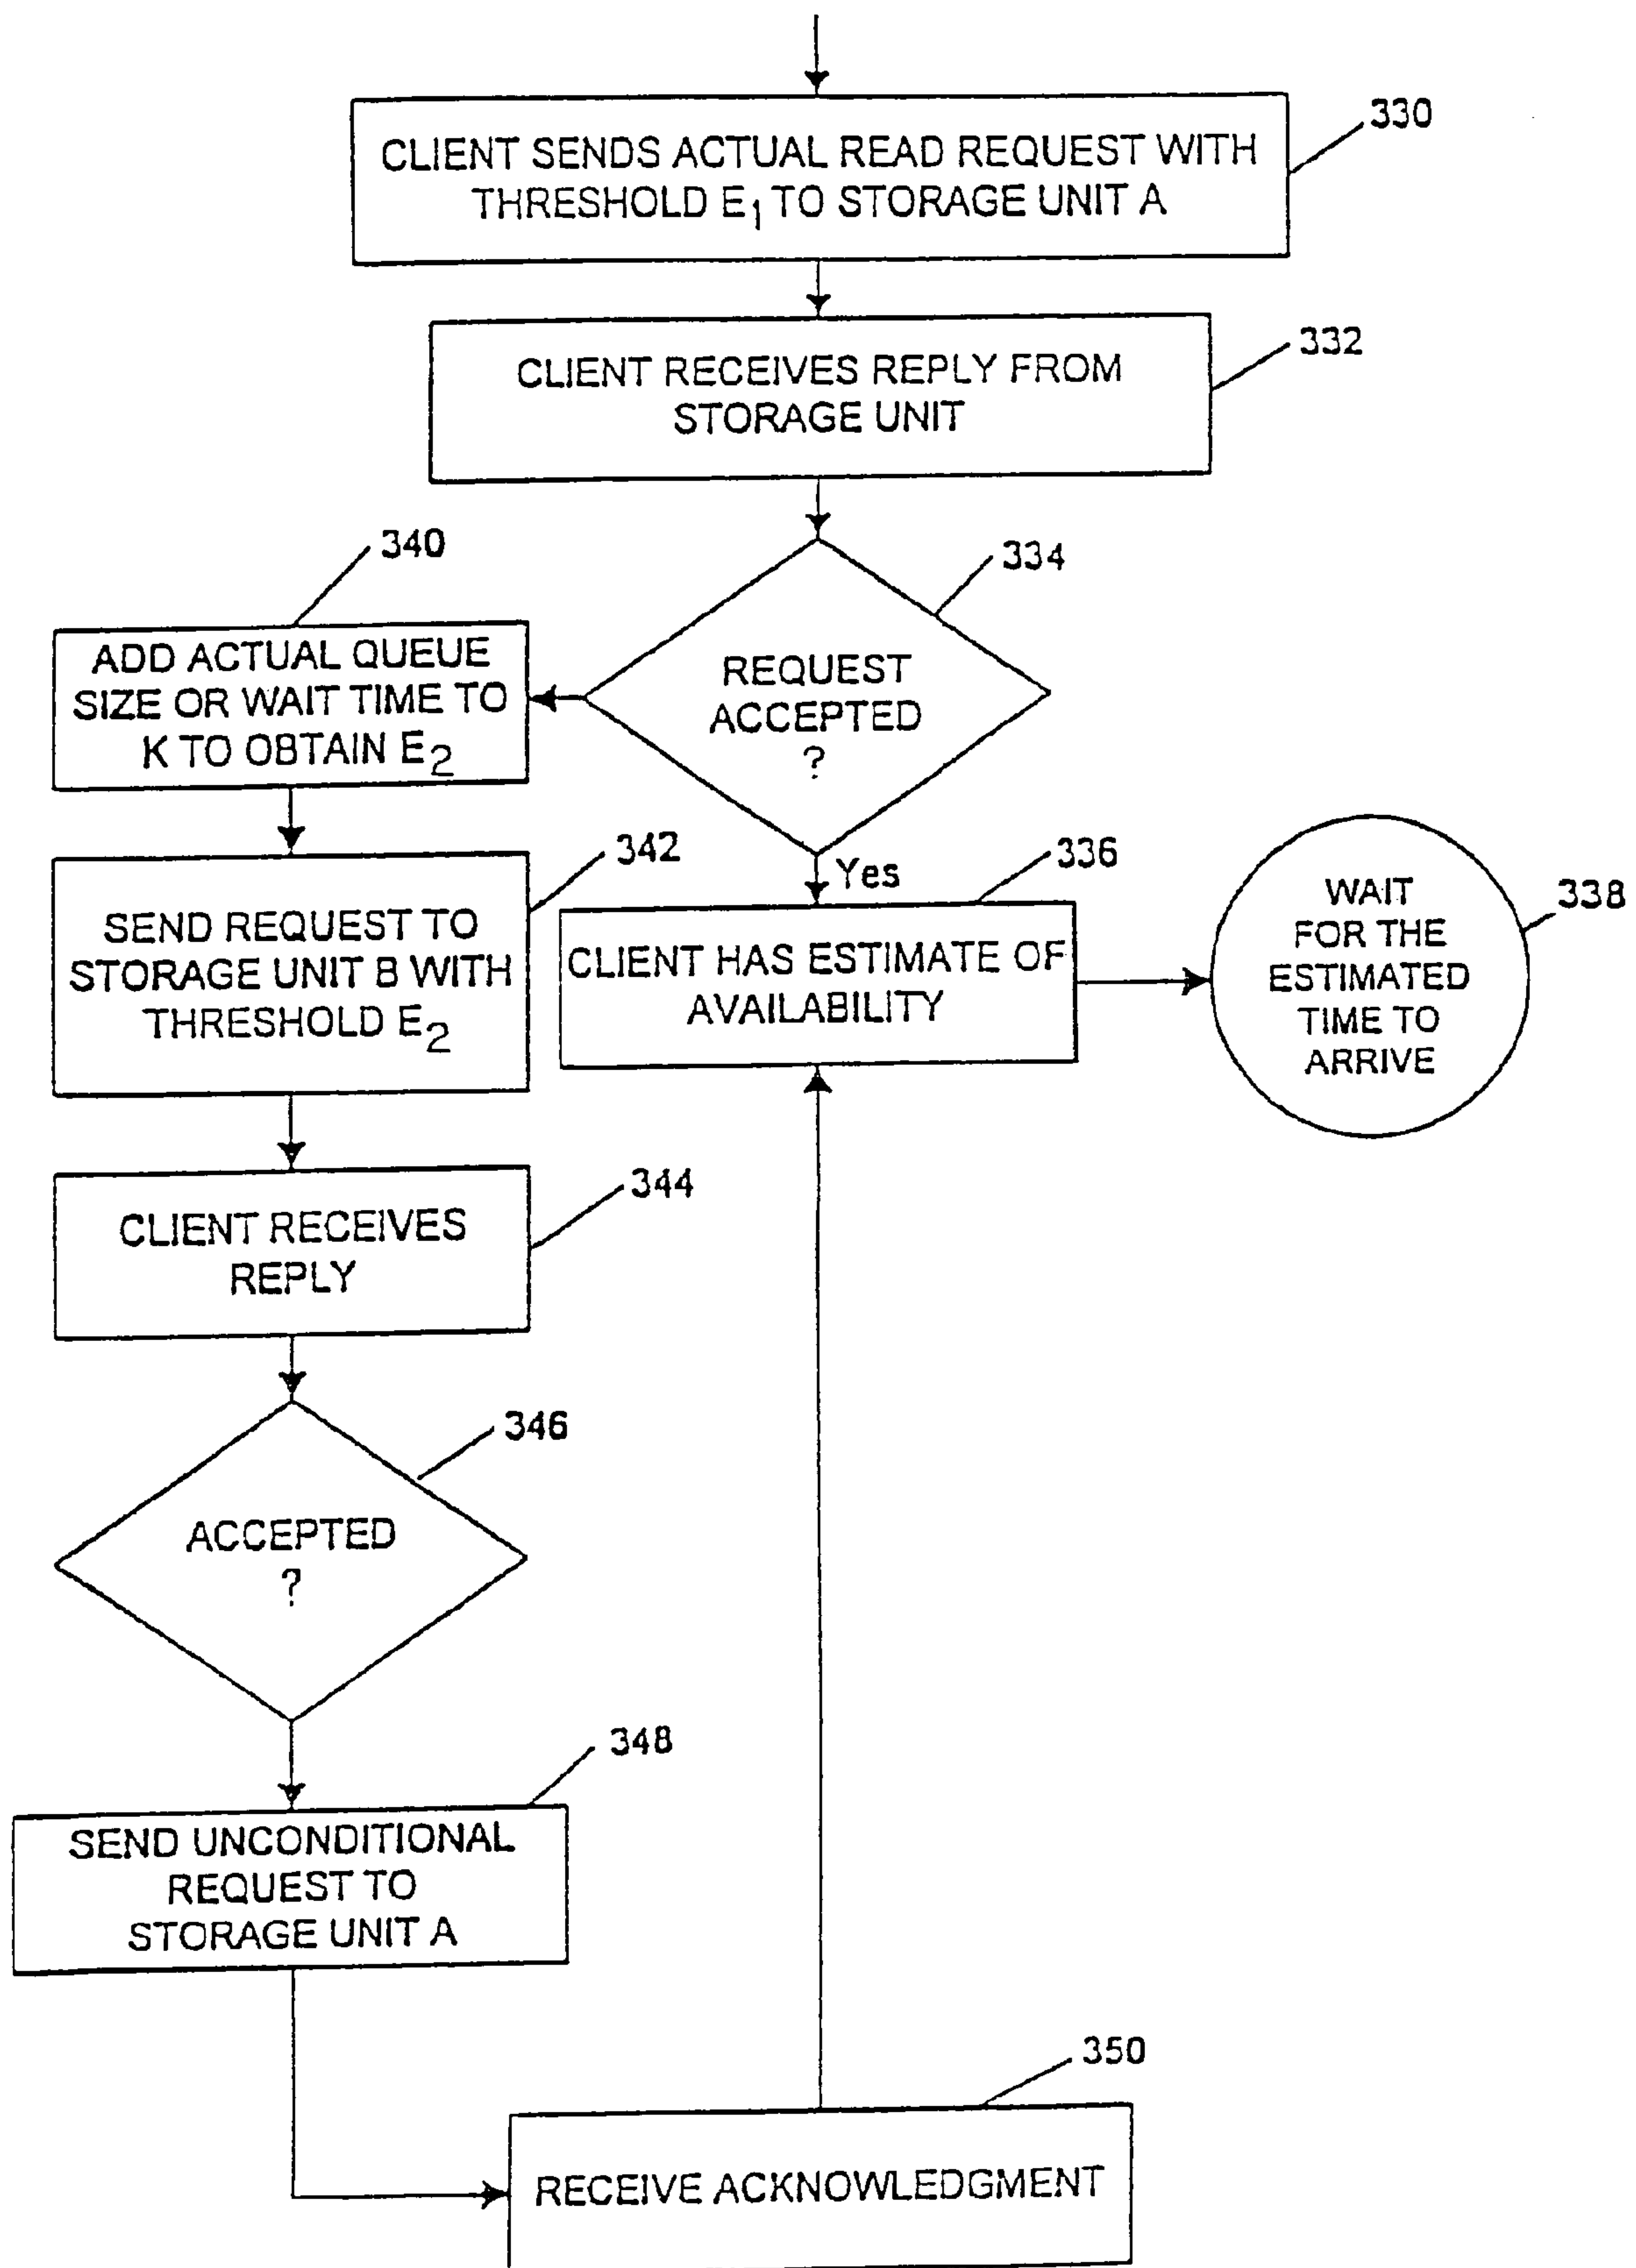 330
CLIENT SENDS ACTUAL READ REQUEST WITH
THRESHOLD E1 TO STORAGE UNIT A
332
CLIENT RECEIVES REPLY FROM
STORAGE UNIT
334
REQUEST
ACCEPTED
?
340
ADD ACTUAL QUEUE
SIZE OR WAIT TIME TO
K TO OBTAIN E2
342
SEND REQUEST TO
STORAGE UNIT B WITH
THRESHOLD E2
Yes
336
CLIENT HAS ESTIMATE OF
AVAILABILITY
338
WAIT
FOR THE
ESTIMATED
TIME TO
ARRIVE
344
CLIENT RECEIVES
REPLY
346
ACCEPTED
?
348
SEND UNCONDITIONAL
REQUEST TO
STORAGE UNIT A
350
RECEIVE ACKNOWLEDGMENT